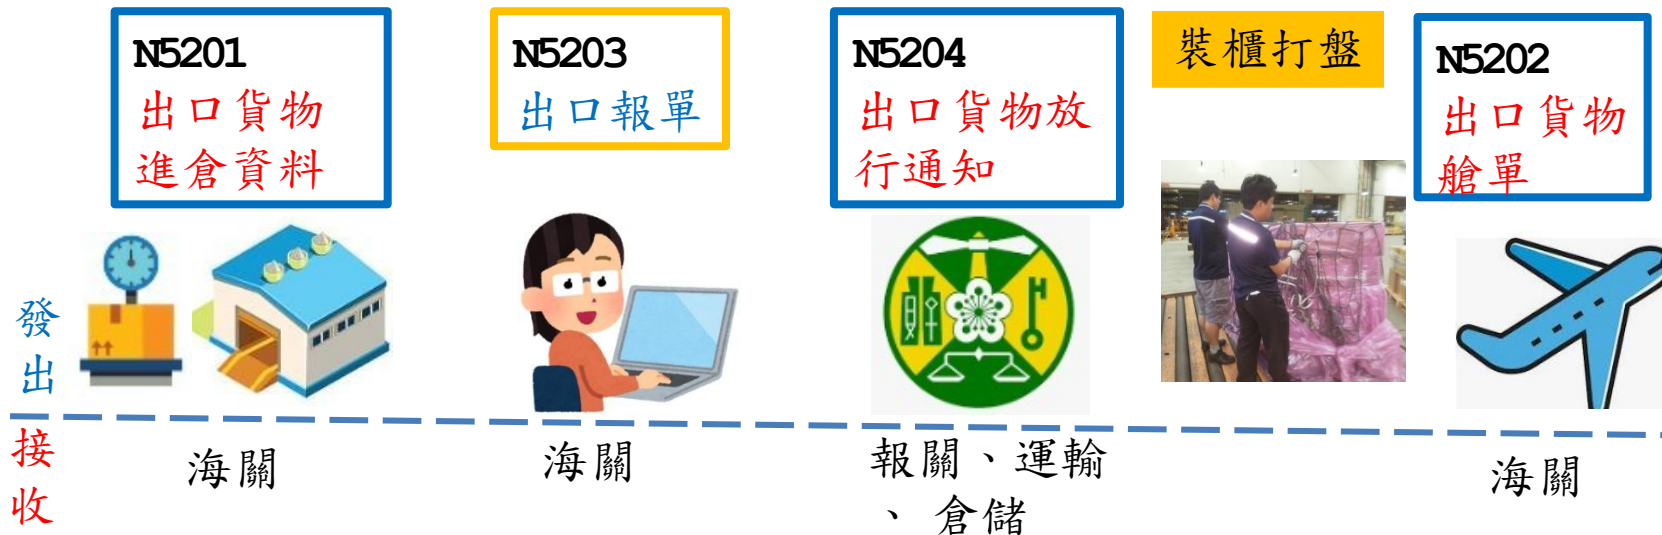 N5201
出口貨物
進倉資料
N5203
出口報單
N5204
出口貨物放
行通知
裝櫃打盤
N5202
出口貨物
艙單
發出
接收
海關
海關
報關、運輸
、倉儲
海關